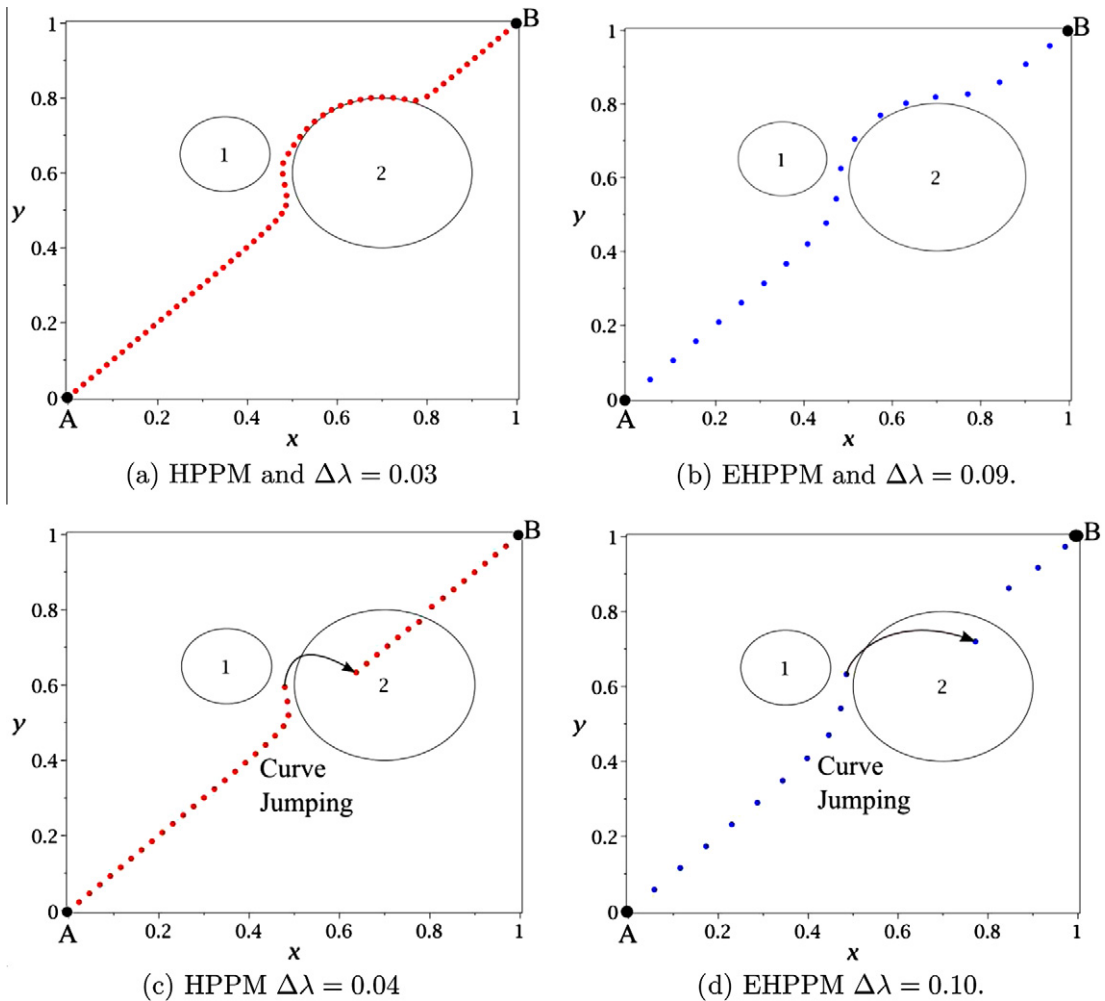 B
1
0.8
1
2
0.6
y
0.4
0.2
0
A
0.2
0.4
0.6
0.8
1
x
(a) HPPM and Δλ = 0.03
B
1
0.8
1
2
0.6
y
0.4
0.2
0
A
0.2
0.4
0.6
0.8
1
x
(b) EHPPM and Δλ = 0.09.
B
1
0.8
1
2
0.6
y
0.4
Curve
Jumping
0.2
0
A
0.2
0.4
0.6
0.8
1
x
(c) HPPM Δλ = 0.04
B
1
0.8
1
2
0.6
y
0.4
Curve
Jumping
0.2
0
A
0.2
0.4
0.6
0.8
1
x
(d) EHPPM Δλ = 0.10.